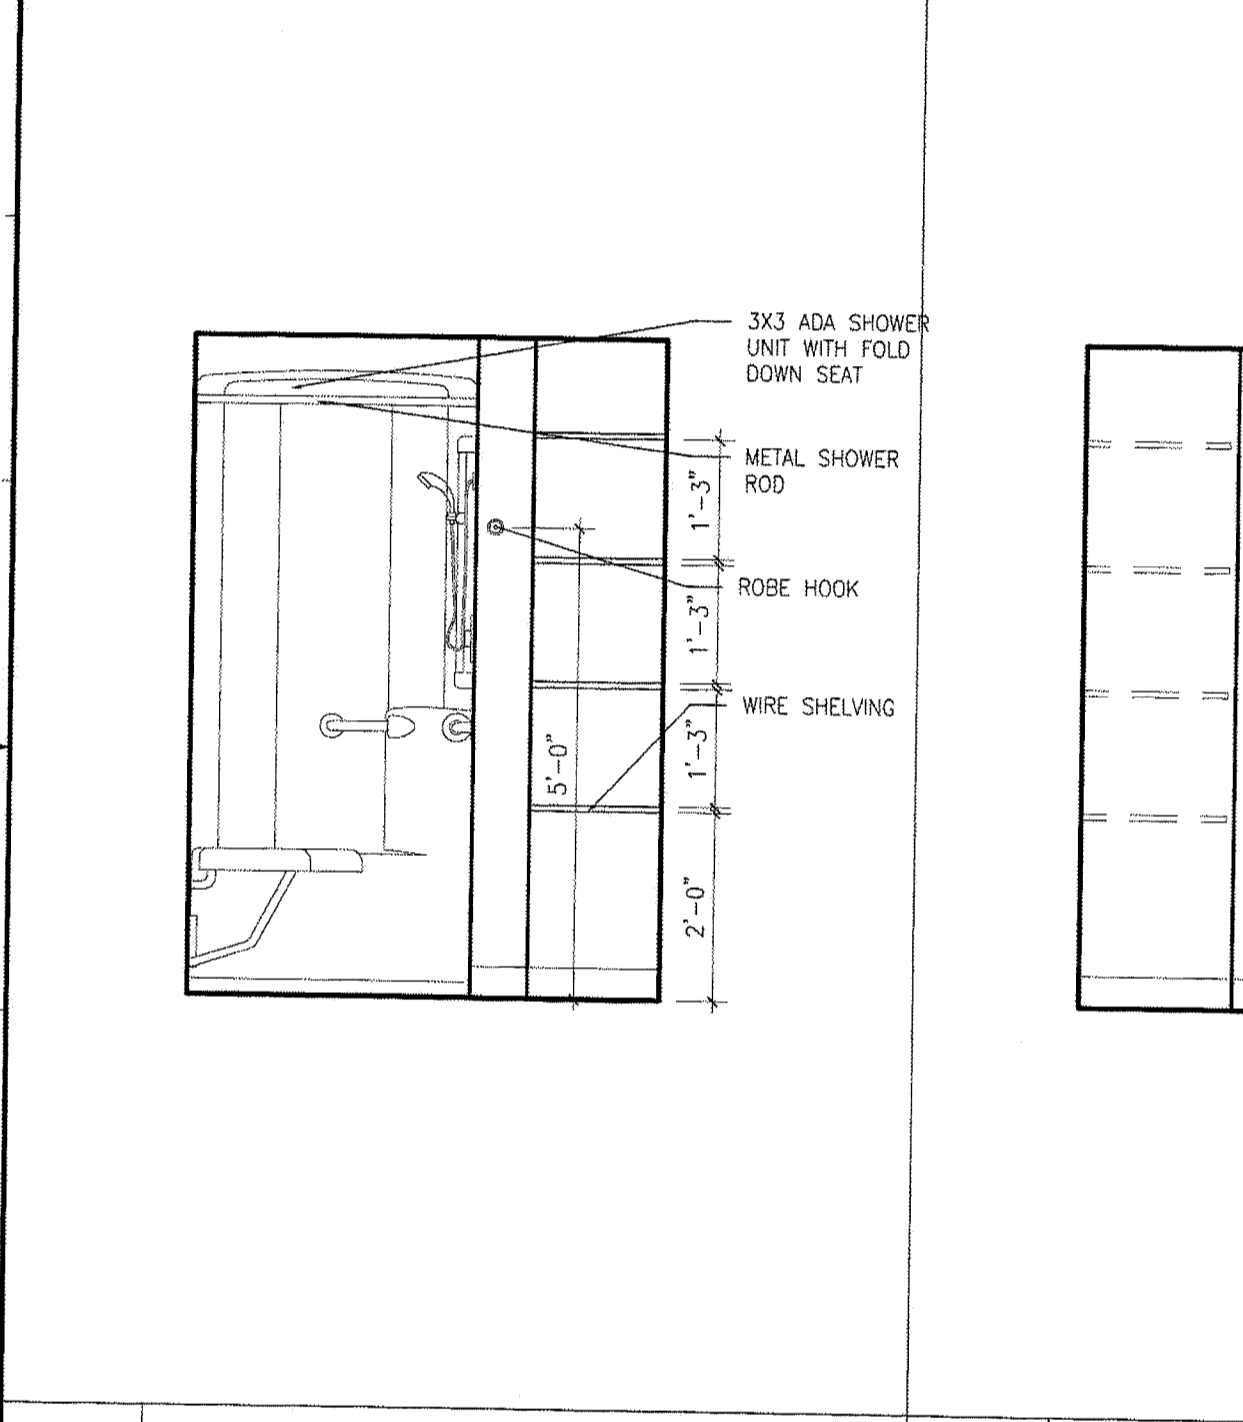 3X3 ADA SHOWER
UNIT WITH FOLD
DOWN SEAT
METAL SHOWER
ROD
1'-3"
ROBE HOOK
1'-3"
WIRE SHELVING
1'-3"
5'-0"
2'-0"